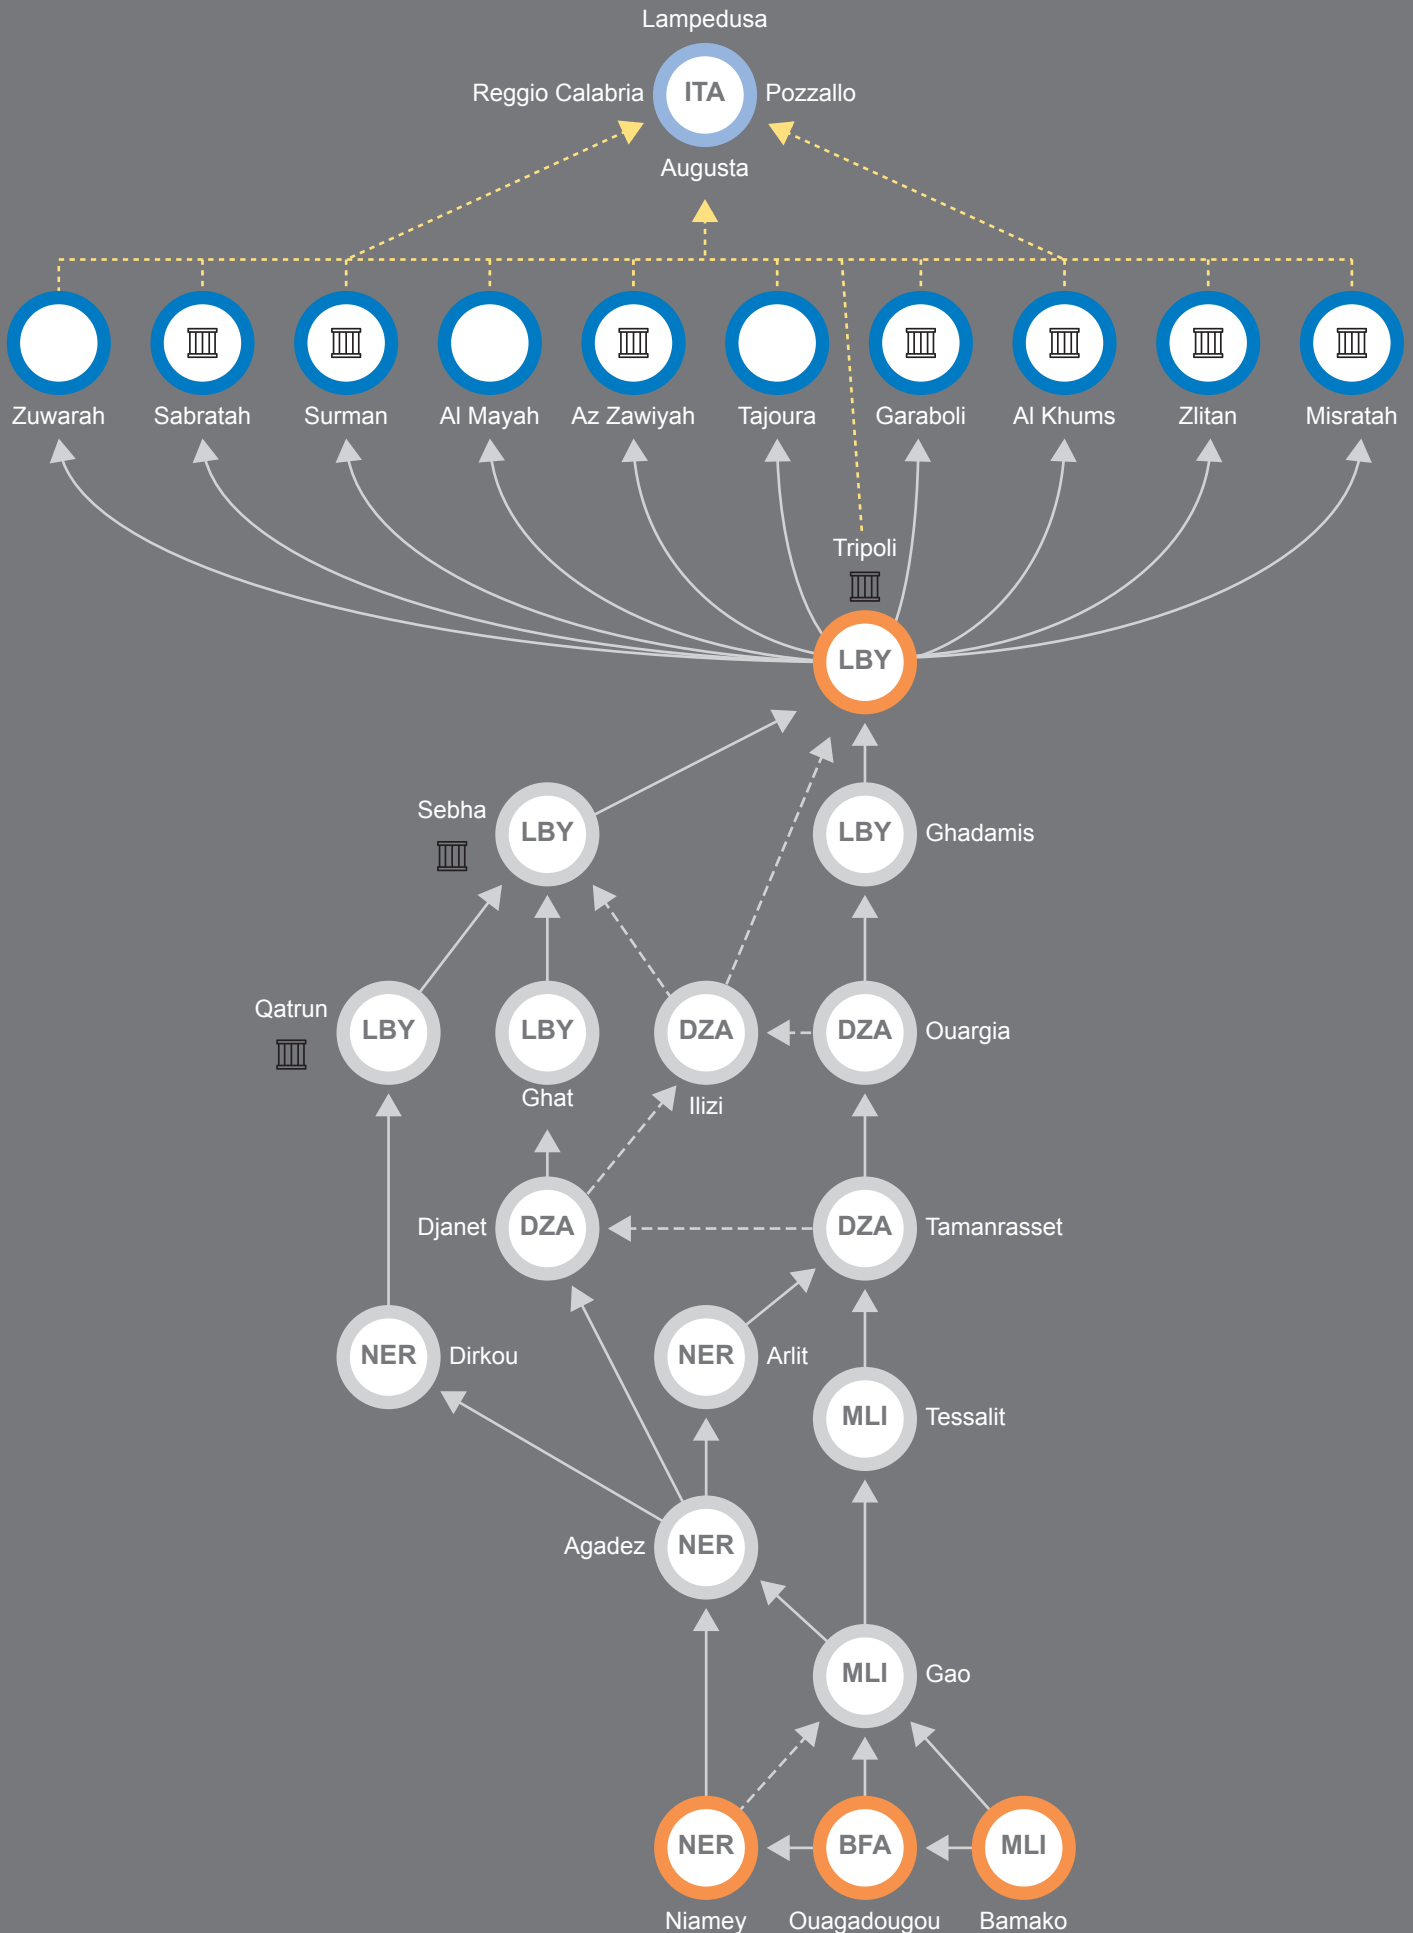 Lampedusa
Reggio Calabria ITA Pozzallo
Augusta
Zuwarah Sabratah Surman Al Mayah Az Zawiyah Tajoura Garaboli Al Khums Zlitan Misratah
Tripoli
LBY
Sebha LBY LBY Ghadamis
Qatrun LBY LBY DZA DZA Ouargia
Ghat Ilizi
Djanet DZA DZA Tamanrasset
NER Dirkou NER Arlit
MLI Tessalit
Agadez NER
MLI Gao
NER BFA MLI
Niamey Ouagadougou Bamako